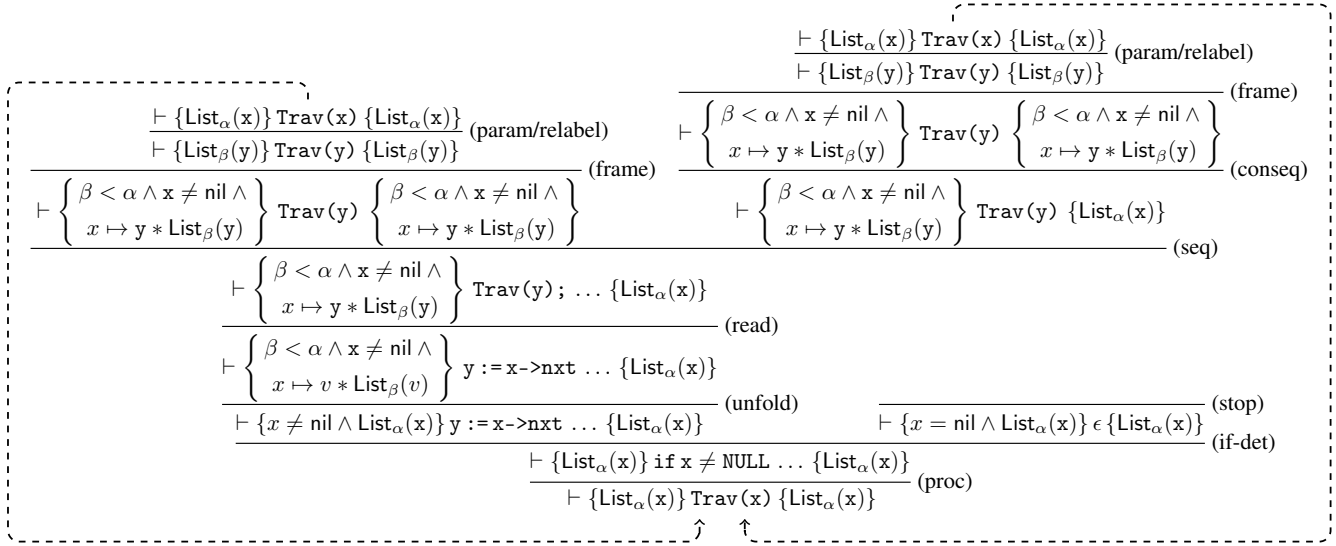 ⊢ {List_α(x)} Trav(x) {List_α(x)} (param/relabel)
⊢ {List_β(y)} Trav(y) {List_β(y)} (frame)
⊢ {β < α ∧ x ≠ nil ∧ x ↦ y * List_β(y)} Trav(y) {β < α ∧ x ≠ nil ∧ x ↦ y * List_β(y)}
⊢ {List_α(x)} Trav(x) {List_α(x)} (param/relabel)
⊢ {List_β(y)} Trav(y) {List_β(y)} (frame)
⊢ {β < α ∧ x ≠ nil ∧ x ↦ y * List_β(y)} Trav(y) {β < α ∧ x ≠ nil ∧ x ↦ y * List_β(y)} (conseq)
⊢ {β < α ∧ x ≠ nil ∧ x ↦ y * List_β(y)} Trav(y) {List_α(x)} (seq)
⊢ {β < α ∧ x ≠ nil ∧ x ↦ y * List_β(y)} Trav(y); … {List_α(x)} (read)
⊢ {β < α ∧ x ≠ nil ∧ x ↦ v * List_β(v)} y:=x->nxt … {List_α(x)} (unfold)
⊢ {x ≠ nil ∧ List_α(x)} y:=x->nxt … {List_α(x)}
(stop)
⊢ {x = nil ∧ List_α(x)} ϵ {List_α(x)} (if-det)
⊢ {List_α(x)} if x ≠ NULL … {List_α(x)} (proc)
⊢ {List_α(x)} Trav(x) {List_α(x)}